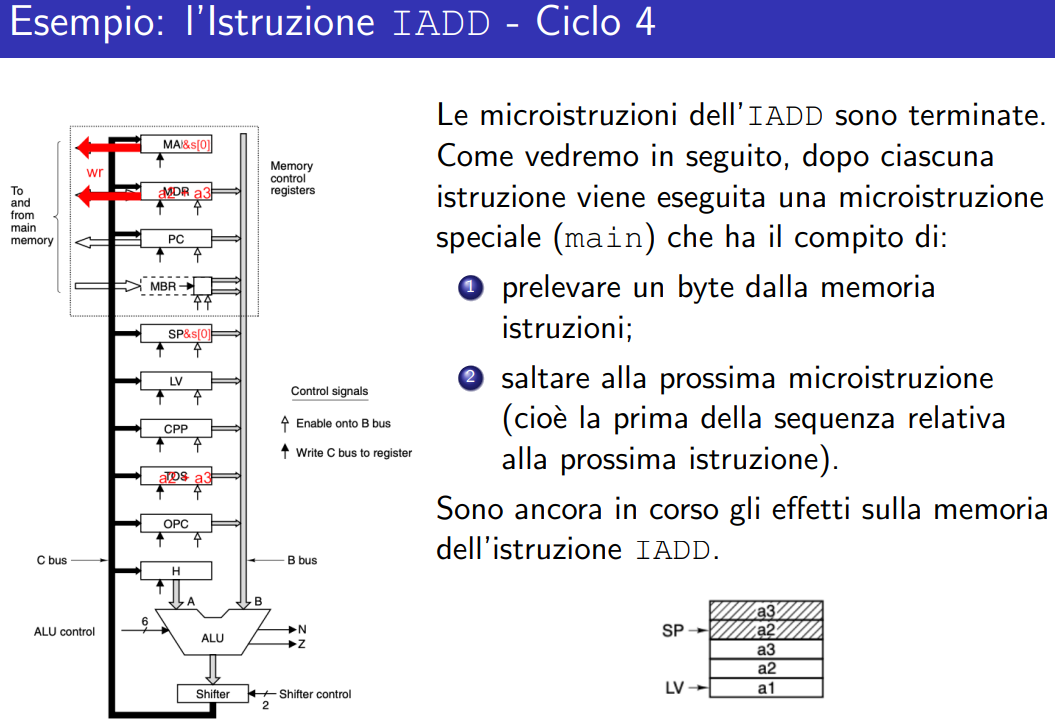 Esempio: l'Istruzione IADD - Ciclo 4
Le microistruzioni dell'IADD sono terminate.
Come vedremo in seguito, dopo ciascuna
istruzione viene eseguita una microistruzione
speciale (main) che ha il compito di:
1 prelevare un byte dalla memoria
istruzioni;
2 saltare alla prossima microistruzione
(cioè la prima della sequenza relativa
alla prossima istruzione).
Sono ancora in corso gli effetti sulla memoria
dell'istruzione IADD.
To
and
from
main
memory
wr
&s[0]
MDR
a2 + a3
PC
MBR
Memory
control
registers
SP&s[0]
LV
CPP
TOS
a2 + a3
OPC
H
Control signals
Enable onto B bus
Write C bus to register
C bus
B bus
A
B
ALU control
6
ALU
N
Z
Shifter
Shifter control
2
a3
SP
a2
a3
a2
LV
a1